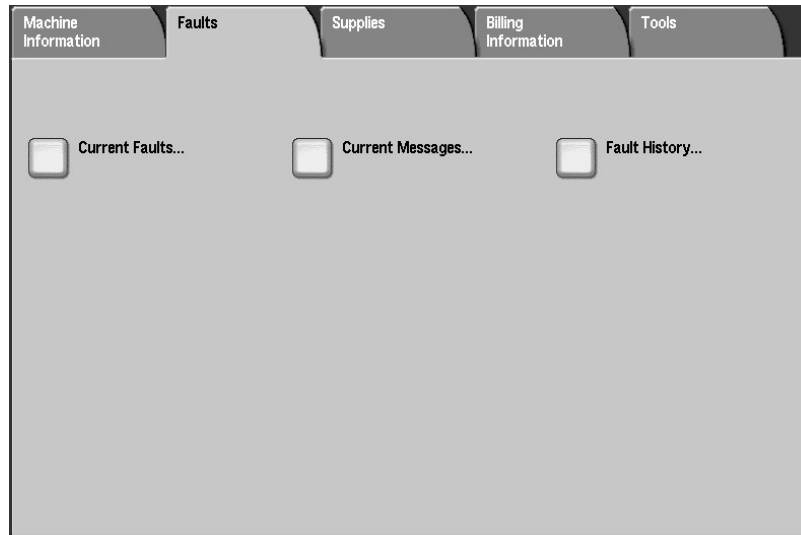 Machine
Information
Faults
Supplies
Billing
Information
Tools
Current Faults...
Current Messages...
Fault History...